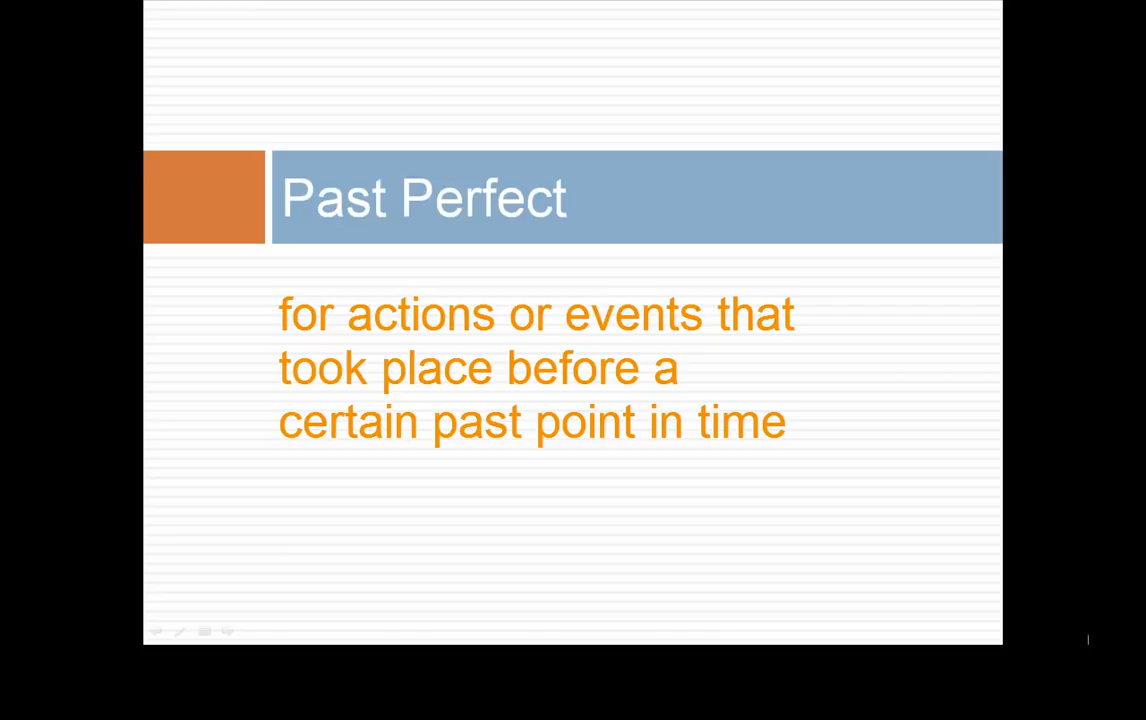 Past Perfect
for actions or events that
took place before a
certain past point in time